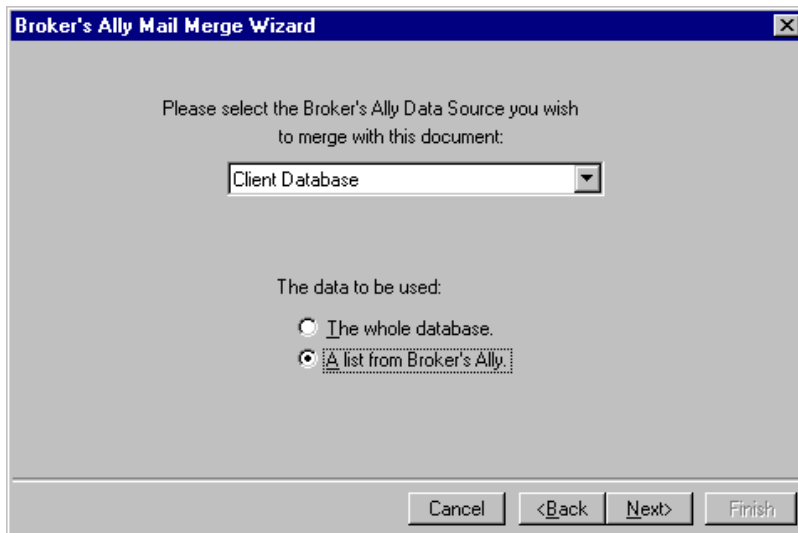 Broker's Ally Mail Merge Wizard
Please select the Broker's Ally Data Source you wish
to merge with this document:
Client Database
The data to be used:
The whole database.
A list from Broker's Ally.
Cancel <Back Next> Finish